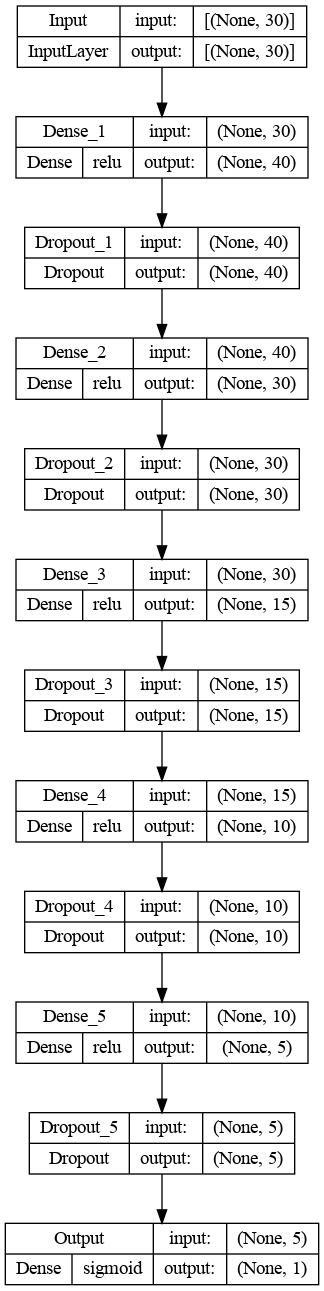 Input input: [(None, 30)]
InputLayer output: [(None, 30)]
Dense_1 input: (None, 30)
Dense relu output: (None, 40)
Dropout_1 input: (None, 40)
Dropout output: (None, 40)
Dense_2 input: (None, 40)
Dense relu output: (None, 30)
Dropout_2 input: (None, 30)
Dropout output: (None, 30)
Dense_3 input: (None, 30)
Dense relu output: (None, 15)
Dropout_3 input: (None, 15)
Dropout output: (None, 15)
Dense_4 input: (None, 15)
Dense relu output: (None, 10)
Dropout_4 input: (None, 10)
Dropout output: (None, 10)
Dense_5 input: (None, 10)
Dense relu output: (None, 5)
Dropout_5 input: (None, 5)
Dropout output: (None, 5)
Output input: (None, 5)
Dense sigmoid output: (None, 1)